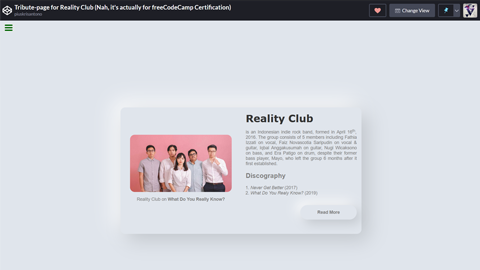 Tribute-page for Reality Club (Nah, it's actually for freeCodeCamp Certification)
Change View
Reality Club
is an Indonesian indie rock band, formed in April 16th,
2016. The group consists of 5 members including Fathia
Izzati on vocal, Faiz Novascotia Saripudin on vocal &
guitar, Iqbal Anggakusumah on guitar, Nugi Wicaksono
on bass, and Era Patigo on drum, despite their former
base player, Mayo, who left the group 8 months after it
first established.
Discography
1. Never Get Better (2017)
2. What Do You Really Know? (2019)
Reality Club on What Do You Really Know?
Read More